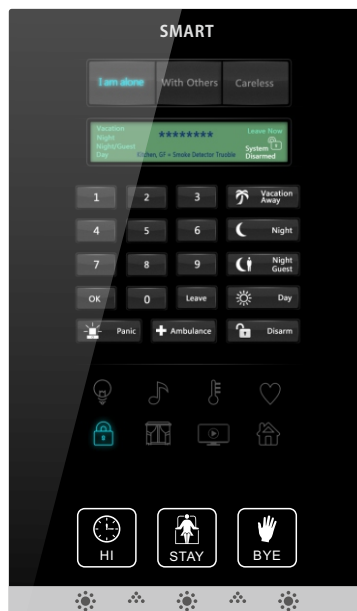 SMART
I am alone
With Others
Careless
Vacation
Night
Night/Guest
Day
********
Kitchen, GF = Smoke Detector Trouble
Leave Now
System
Disarmed
1 2 3 Vacation
Away
4 5 6 Night
7 8 9 Night
Guest
OK 0 Leave Day
Panic Ambulance Disarm
HI STAY BYE